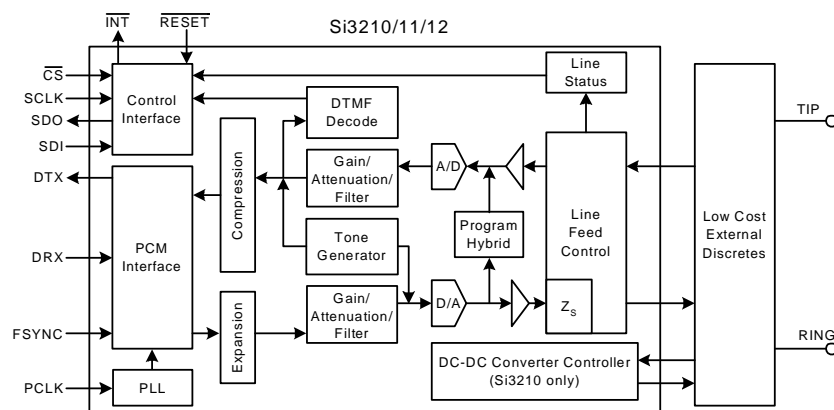 INT
RESET
Si3210/11/12
CS
SCLK
SDO
SDI
DTX
DRX
FSYNC
PCLK
Control
Interface
PCM
Interface
PLL
Compression
Expansion
DTMF
Decode
Gain/
Attenuation/
Filter
Tone
Generator
Gain/
Attenuation/
Filter
A/D
D/A
Program
Hybrid
Line
Status
Line
Feed
Control
ZS
DC-DC Converter Controller
(Si3210 only)
Low Cost
External
Discretes
TIP
RING